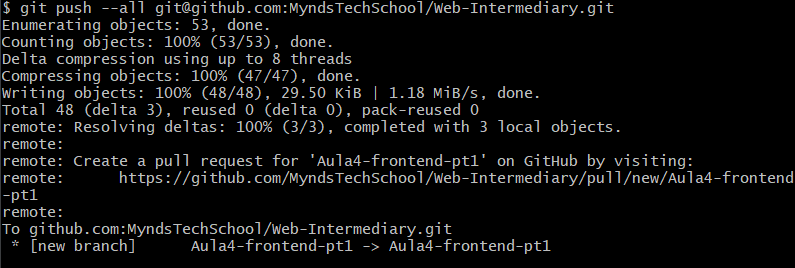 $ git push --all git@github.com:MyndsTechSchool/Web-Intermediary.git
Enumerating objects: 53, done.
Counting objects: 100% (53/53), done.
Delta compression using up to 8 threads
Compressing objects: 100% (47/47), done.
Writing objects: 100% (48/48), 29.50 KiB | 1.18 MiB/s, done.
Total 48 (delta 3), reused 0 (delta 0), pack-reused 0
remote: Resolving deltas: 100% (3/3), completed with 3 local objects.
remote:
remote: Create a pull request for 'Aula4-frontend-pt1' on GitHub by visiting:
remote:      https://github.com/MyndsTechSchool/Web-Intermediary/pull/new/Aula4-frontend
-pt1
remote:
To github.com:MyndsTechSchool/Web-Intermediary.git
 * [new branch]      Aula4-frontend-pt1 -> Aula4-frontend-pt1